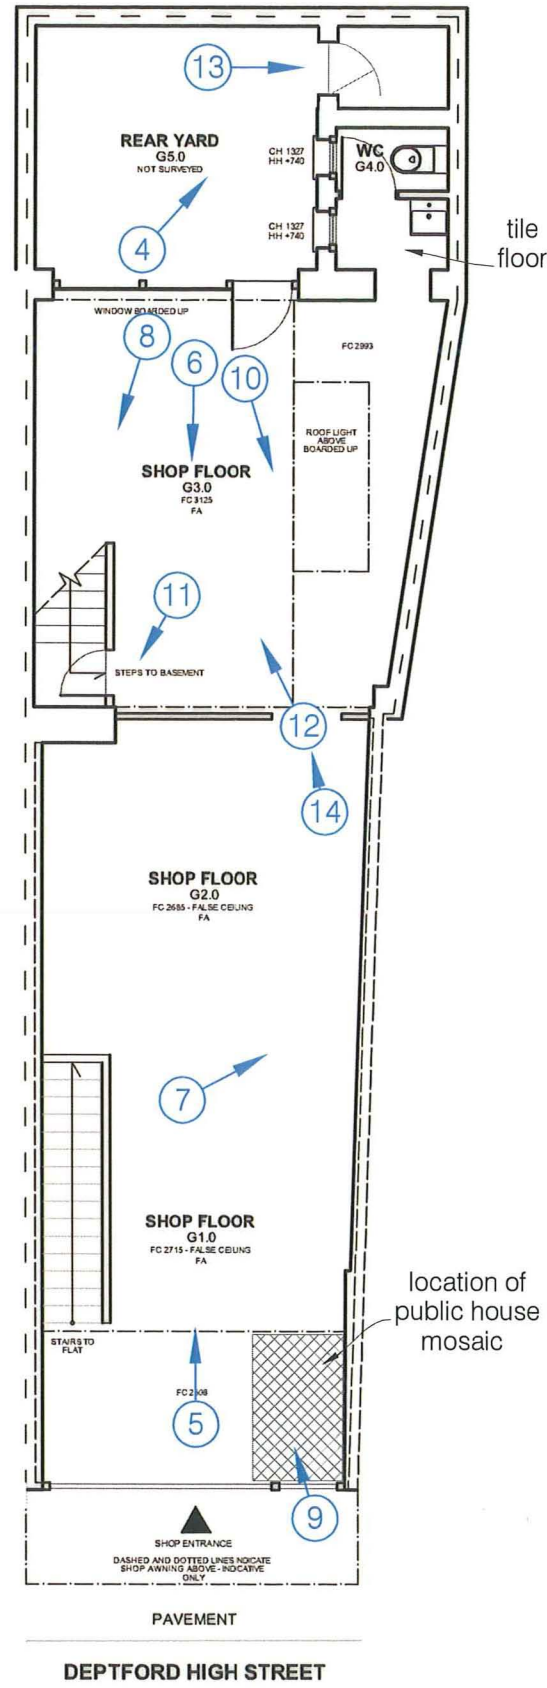 13
REAR YARD
G5.0
NOT SURVEYED
CH 1327
HH +740
WC
G4.0
CH 1327
HH +740
4
tile
floor
WINDOW BOARDED UP
8
6
10
FC 2993
ROOF LIGHT
ABOVE
BOARDED UP
SHOP FLOOR
G3.0
FC 3125
FA
11
STEPS TO BASEMENT
12
14
SHOP FLOOR
G2.0
FC 2685 - FALSE CEILING
FA
7
SHOP FLOOR
G1.0
FC 2715 - FALSE CEILING
FA
location of
public house
mosaic
STAIRS TO
FLAT
5
9
SHOP ENTRANCE
DASHED AND DOTTED LINES INDICATE
SHOP AWNING ABOVE - INDICATIVE
ONLY
PAVEMENT
DEPTFORD HIGH STREET